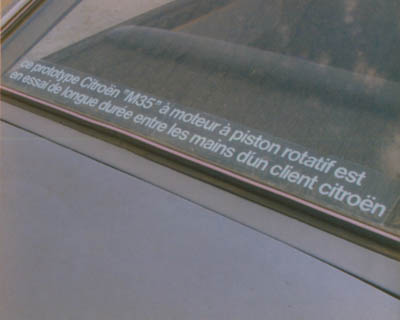 ce prototype Citroën "M35" à moteur à piston rotatif est
en essai de longue durée entre les mains dun client citroën